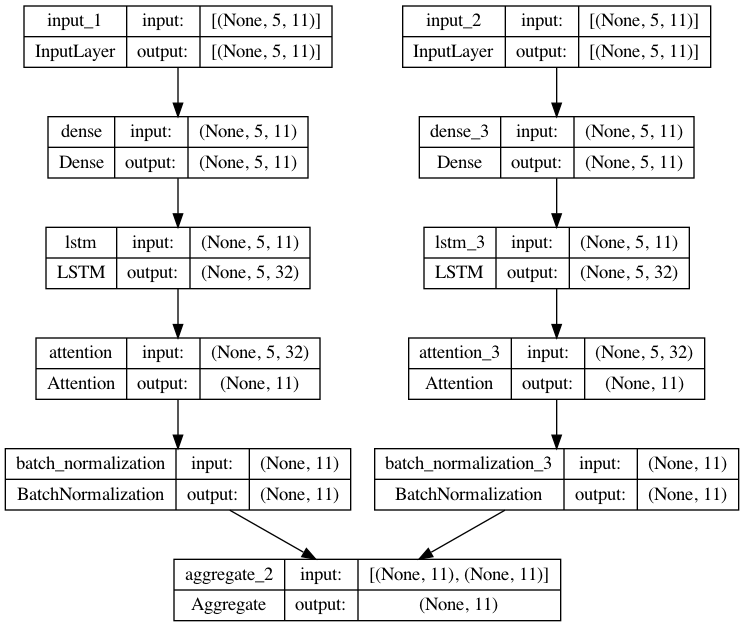 input_1 input: [(None, 5, 11)]
InputLayer output: [(None, 5, 11)]
input_2 input: [(None, 5, 11)]
InputLayer output: [(None, 5, 11)]
dense input: (None, 5, 11)
Dense output: (None, 5, 11)
dense_3 input: (None, 5, 11)
Dense output: (None, 5, 11)
lstm input: (None, 5, 11)
LSTM output: (None, 5, 32)
lstm_3 input: (None, 5, 11)
LSTM output: (None, 5, 32)
attention input: (None, 5, 32)
Attention output: (None, 11)
attention_3 input: (None, 5, 32)
Attention output: (None, 11)
batch_normalization input: (None, 11)
BatchNormalization output: (None, 11)
batch_normalization_3 input: (None, 11)
BatchNormalization output: (None, 11)
aggregate_2 input: [(None, 11), (None, 11)]
Aggregate output: (None, 11)